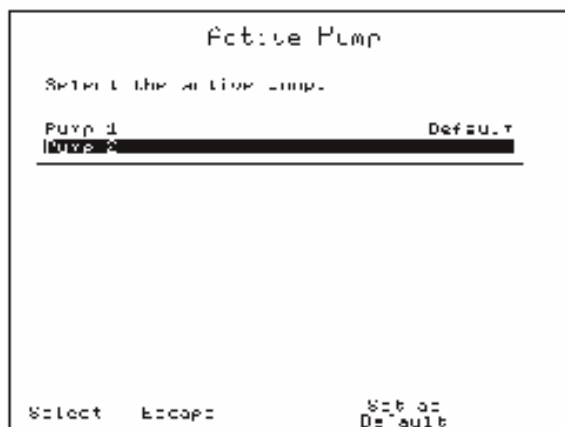 Active Pump
Select the active pump.
Pump 1 Default
Pump 2
Select Escape Set as
Default